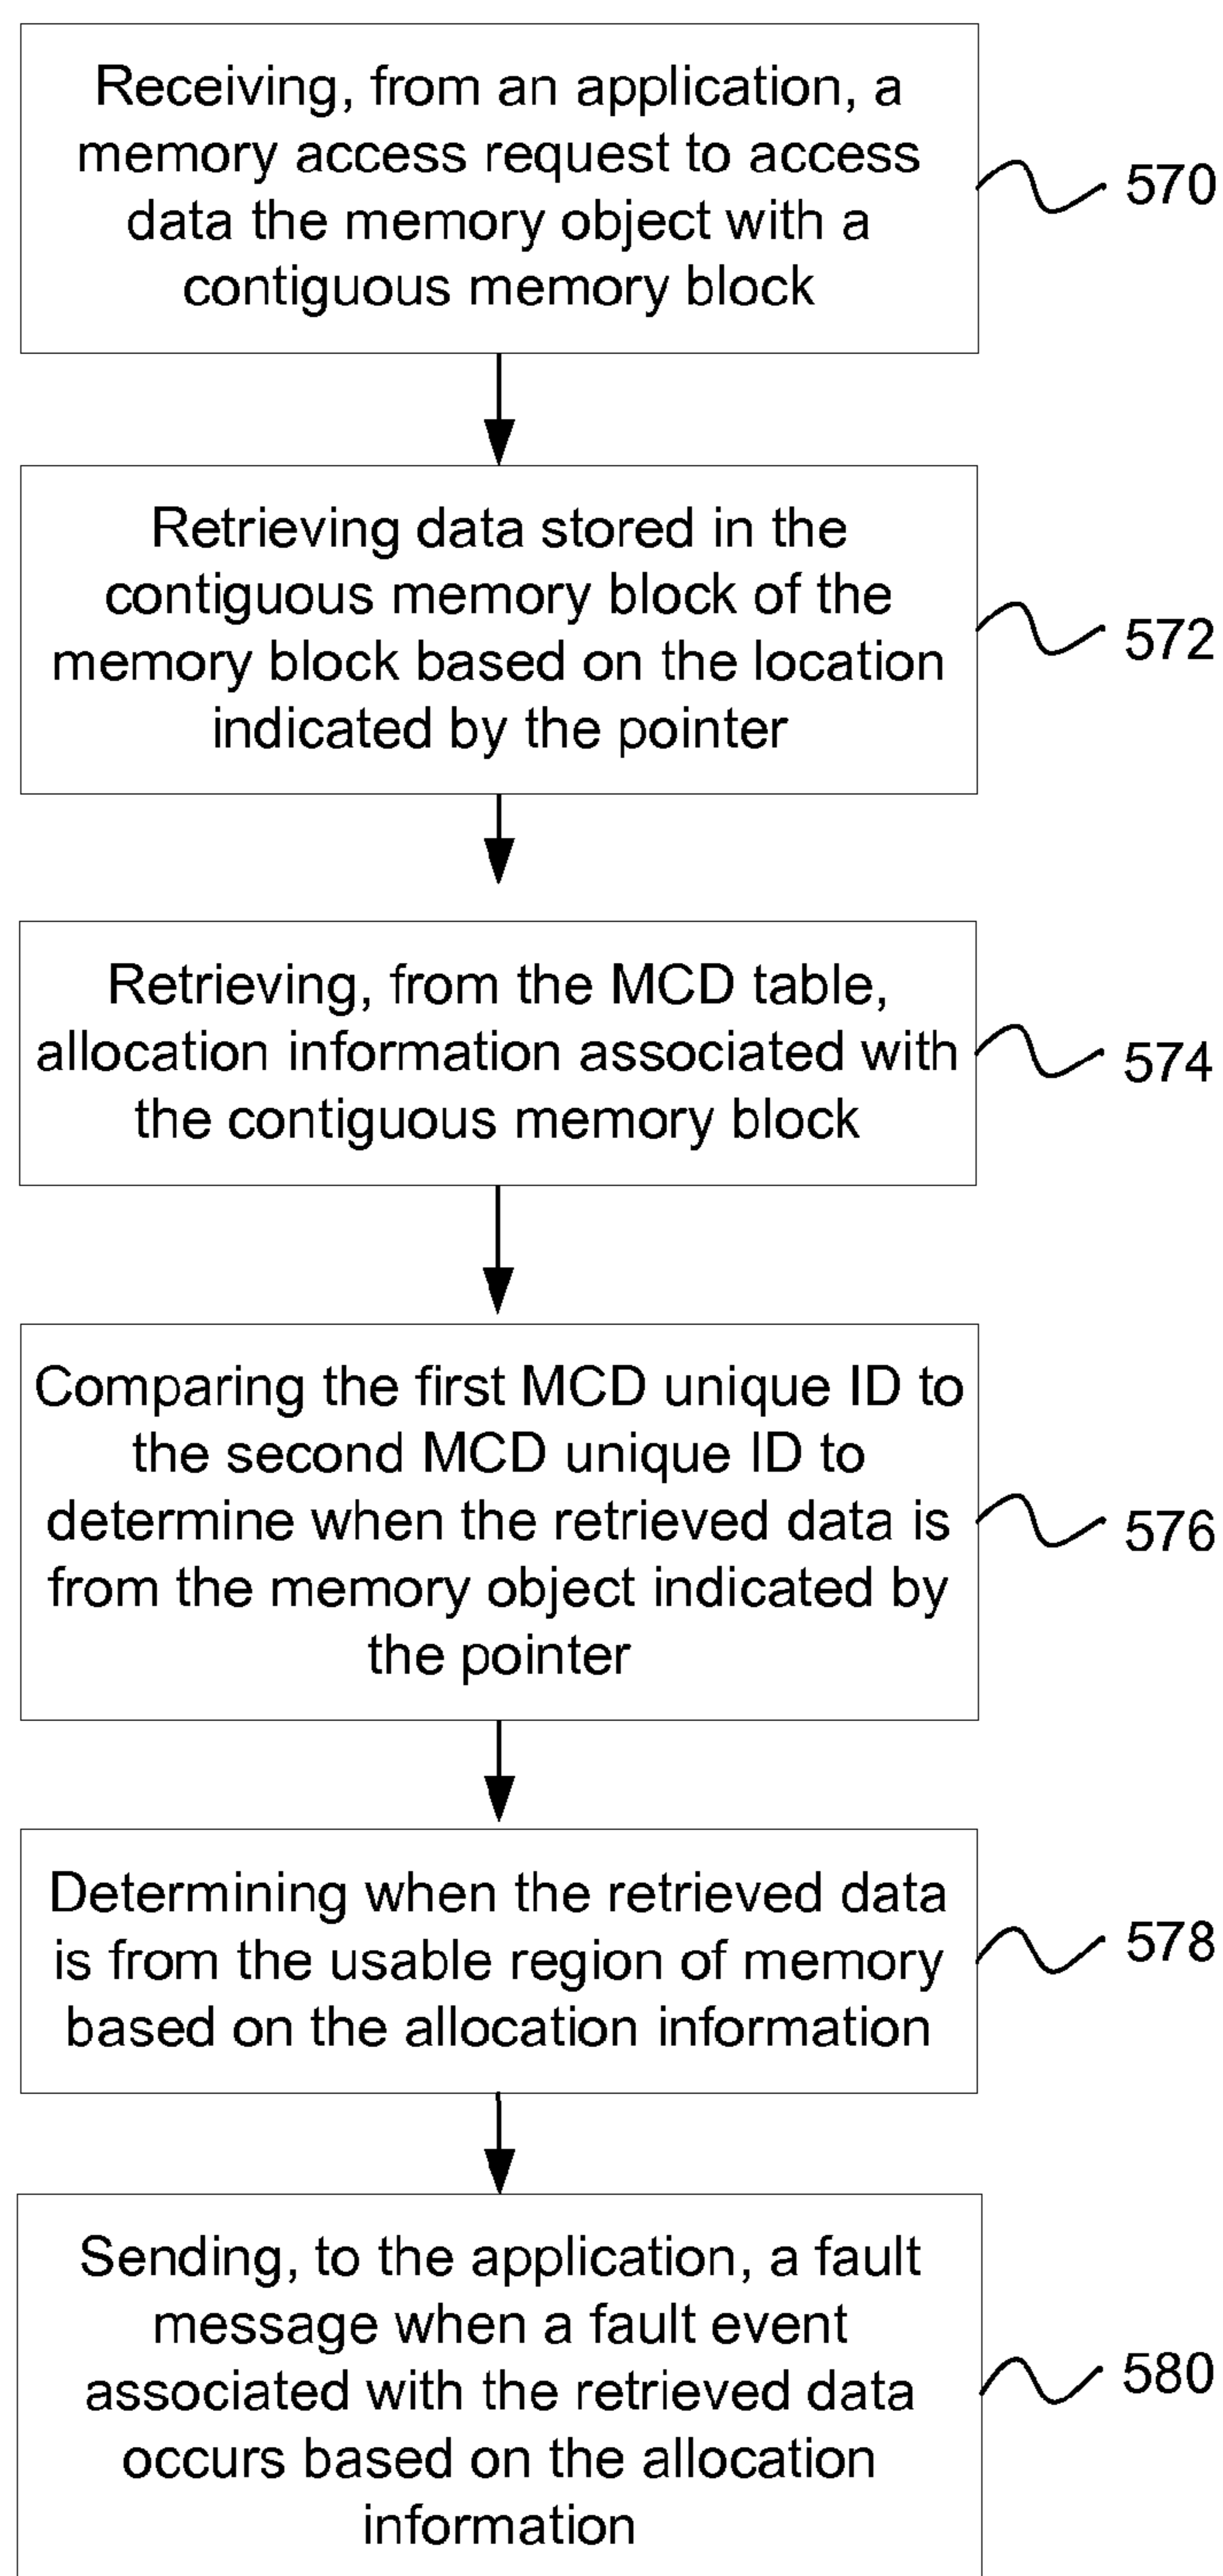 Receiving, from an application, a
memory access request to access
data the memory object with a
contiguous memory block
570
Retrieving data stored in the
contiguous memory block of the
memory block based on the location
indicated by the pointer
572
Retrieving, from the MCD table,
allocation information associated with
the contiguous memory block
574
Comparing the first MCD unique ID to
the second MCD unique ID to
determine when the retrieved data is
from the memory object indicated by
the pointer
576
Determining when the retrieved data
is from the usable region of memory
based on the allocation information
578
Sending, to the application, a fault
message when a fault event
associated with the retrieved data
occurs based on the allocation
information
580